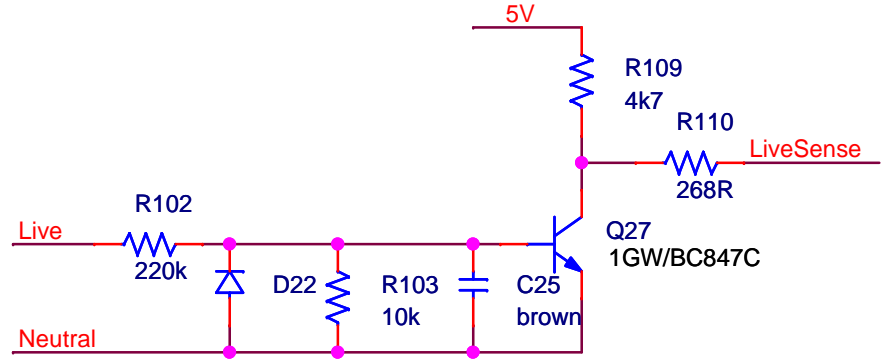 5V
R109
4k7
R110
LiveSense
268R
R102
Live
220k
Q27
1GW/BC847C
D22
R103
10k
C25
brown
Neutral